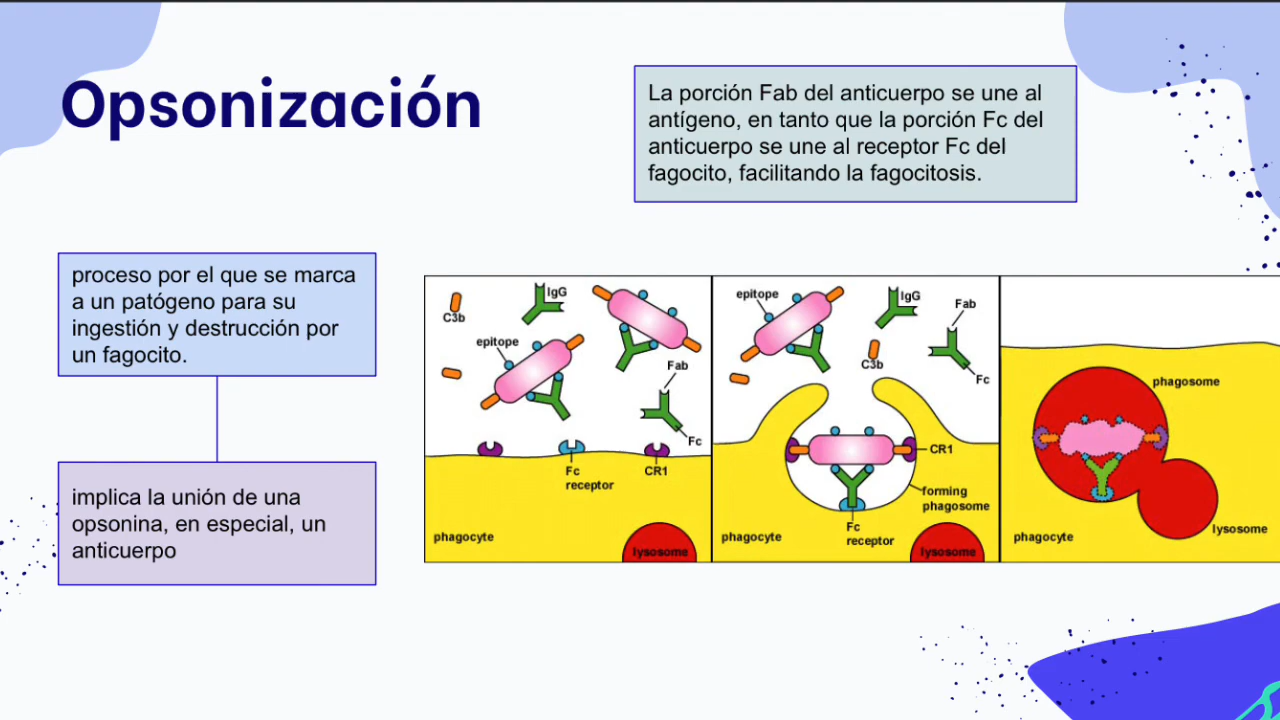 Opsonización
La porción Fab del anticuerpo se une al
antígeno, en tanto que la porción Fc del
anticuerpo se une al receptor Fc del
fagocito, facilitando la fagocitosis.
proceso por el que se marca
a un patógeno para su
ingestión y destrucción por
un fagocito.
implica la unión de una
opsonina, en especial, un
anticuerpo
C3b
IgG
epitope
Fab
Fc
Fc
receptor
CR1
phagocyte
lysosome
epitope
IgG
Fab
C3b
Fc
CR1
forming
phagosome
Fc
receptor
phagocyte
lysosome
phagosome
lysosome
phagocyte